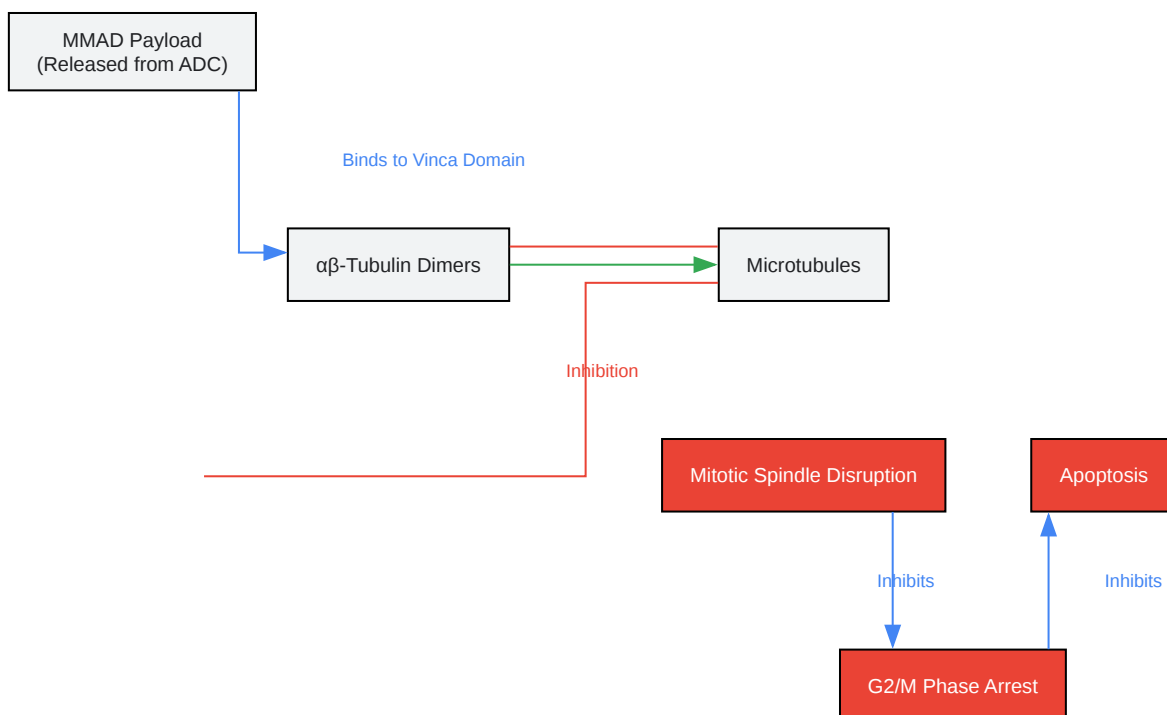 MMAD Payload
(Released from ADC)
Binds to Vinca Domain
αβ-Tubulin Dimers
Microtubules
Inhibition
Mitotic Spindle Disruption
Apoptosis
Inhibits
Inhibits
G2/M Phase Arrest